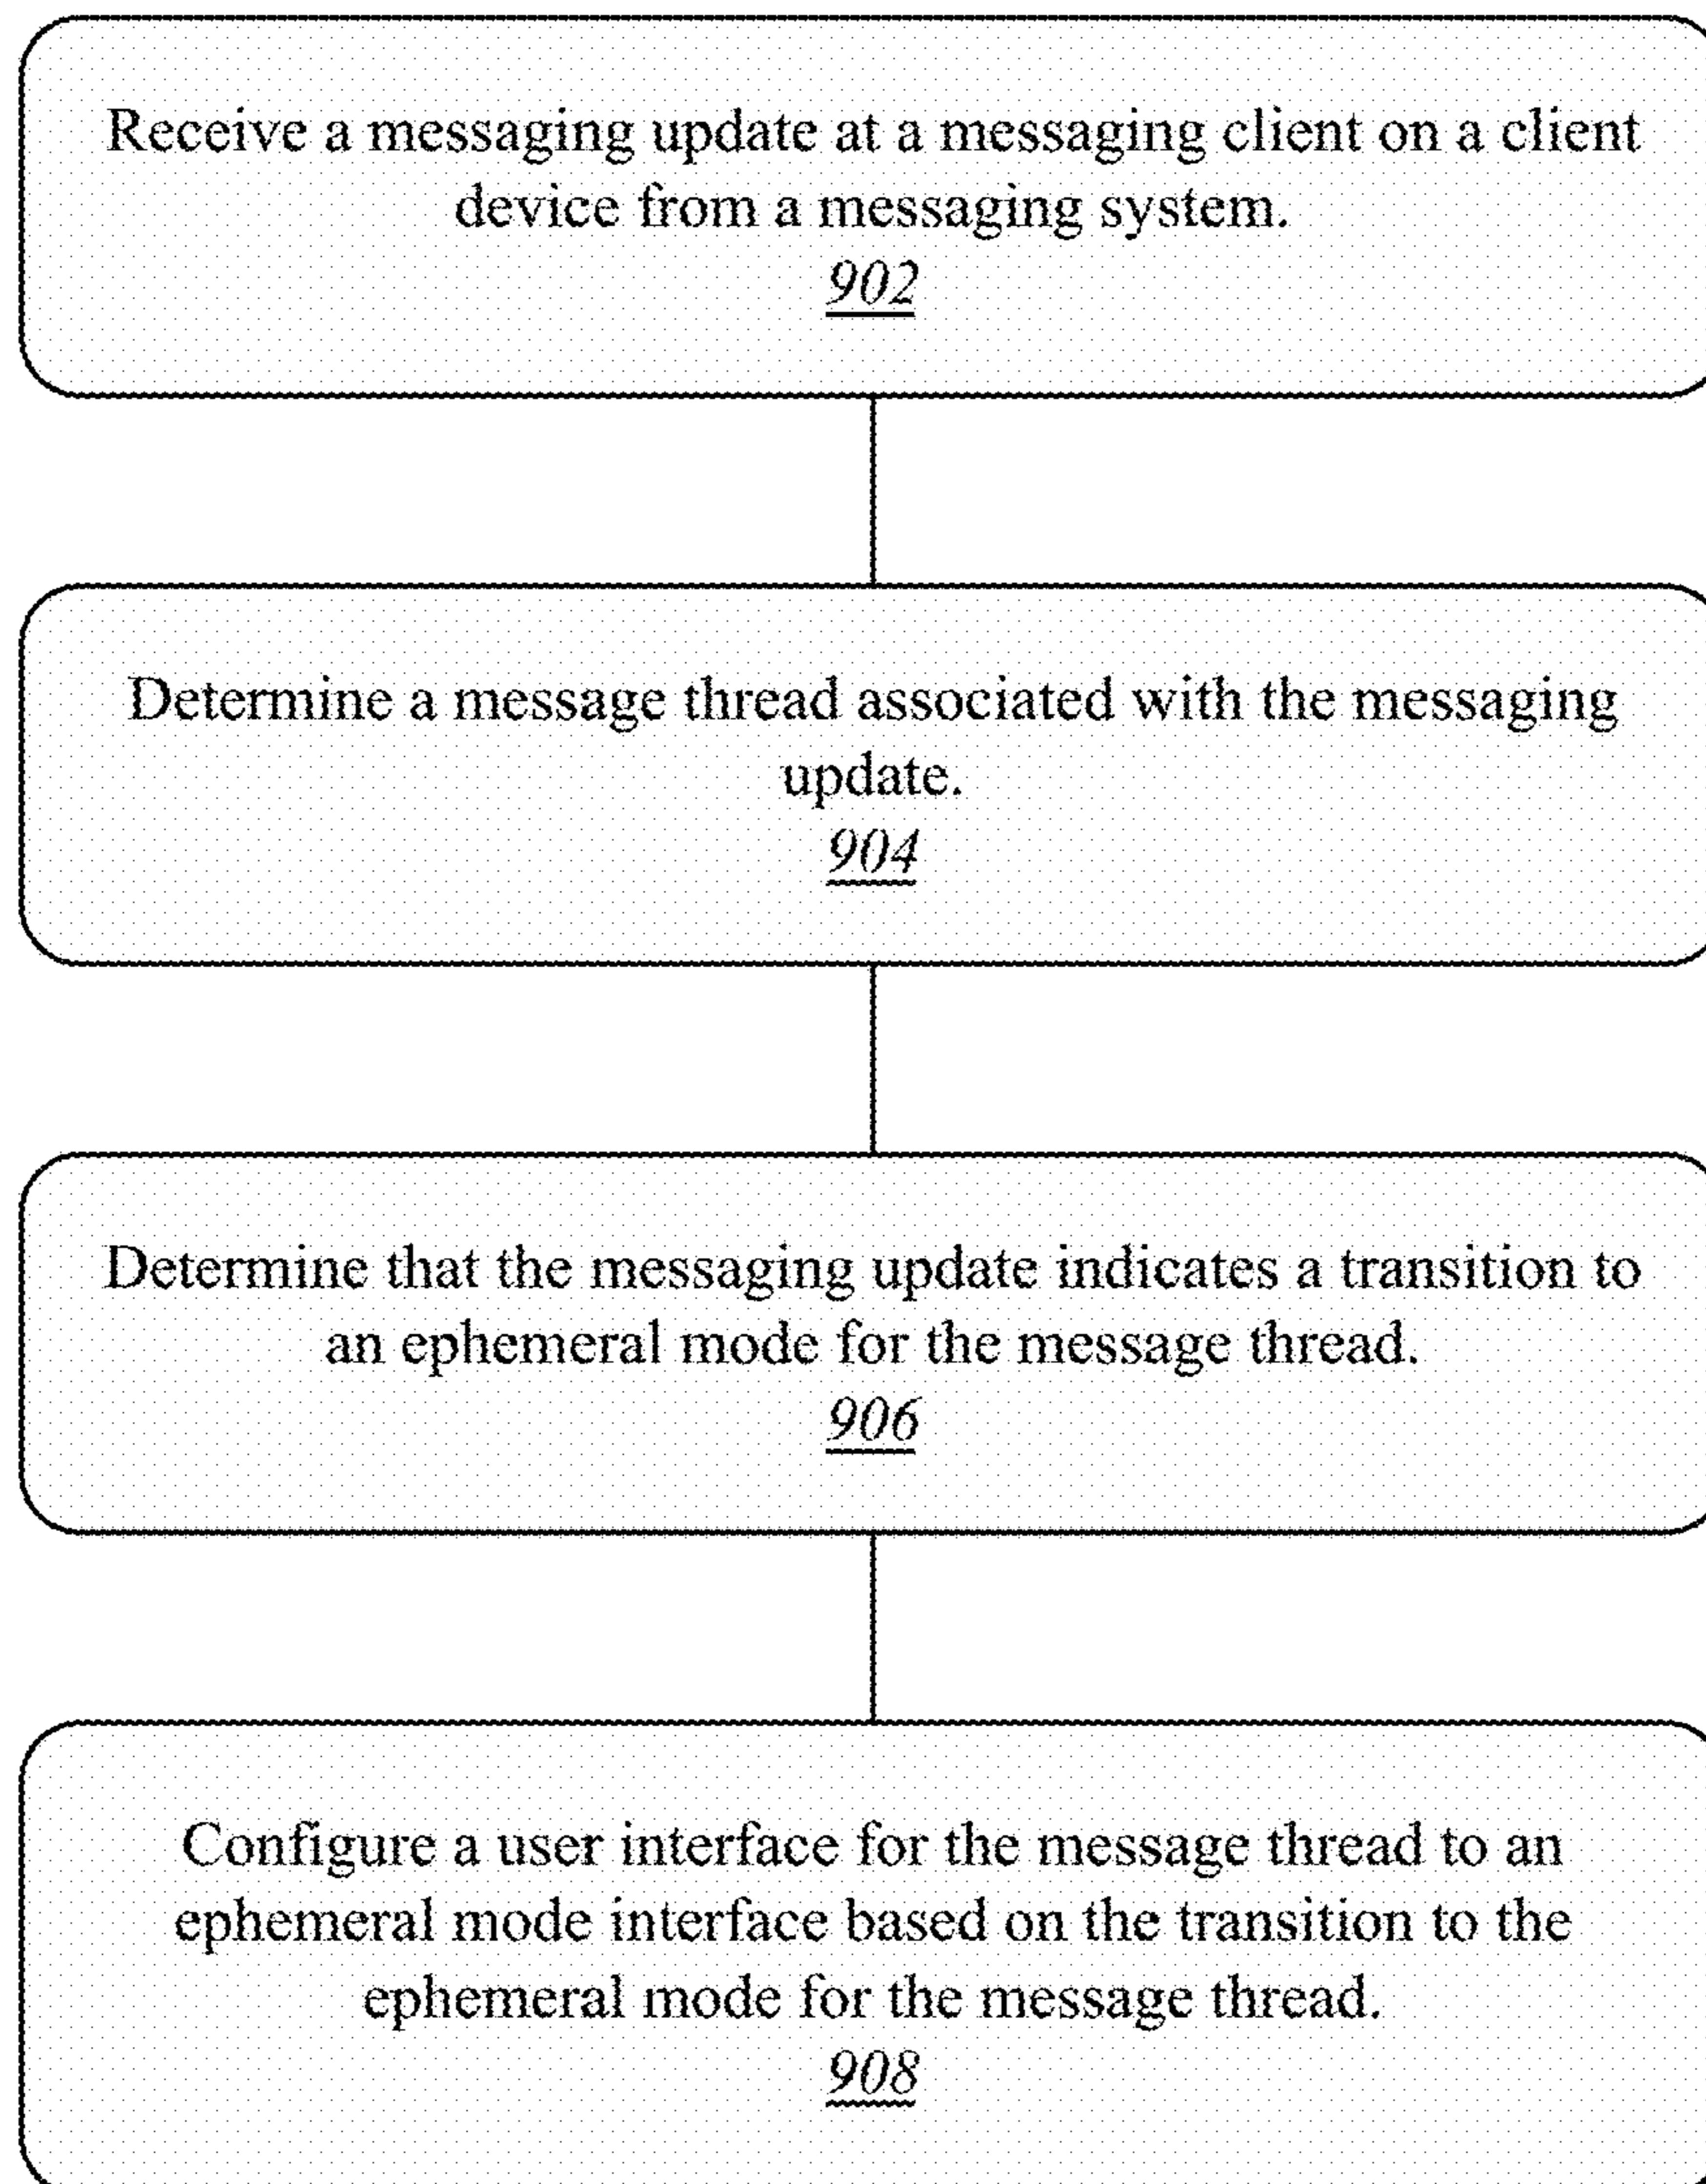 Receive a messaging update at a messaging client on a client
device from a messaging system.
902
Determine a message thread associated with the messaging
update.
904
Determine that the messaging update indicates a transition to
an ephemeral mode for the message thread.
906
Configure a user interface for the message thread to an
ephemeral mode interface based on the transition to the
ephemeral mode for the message thread.
908